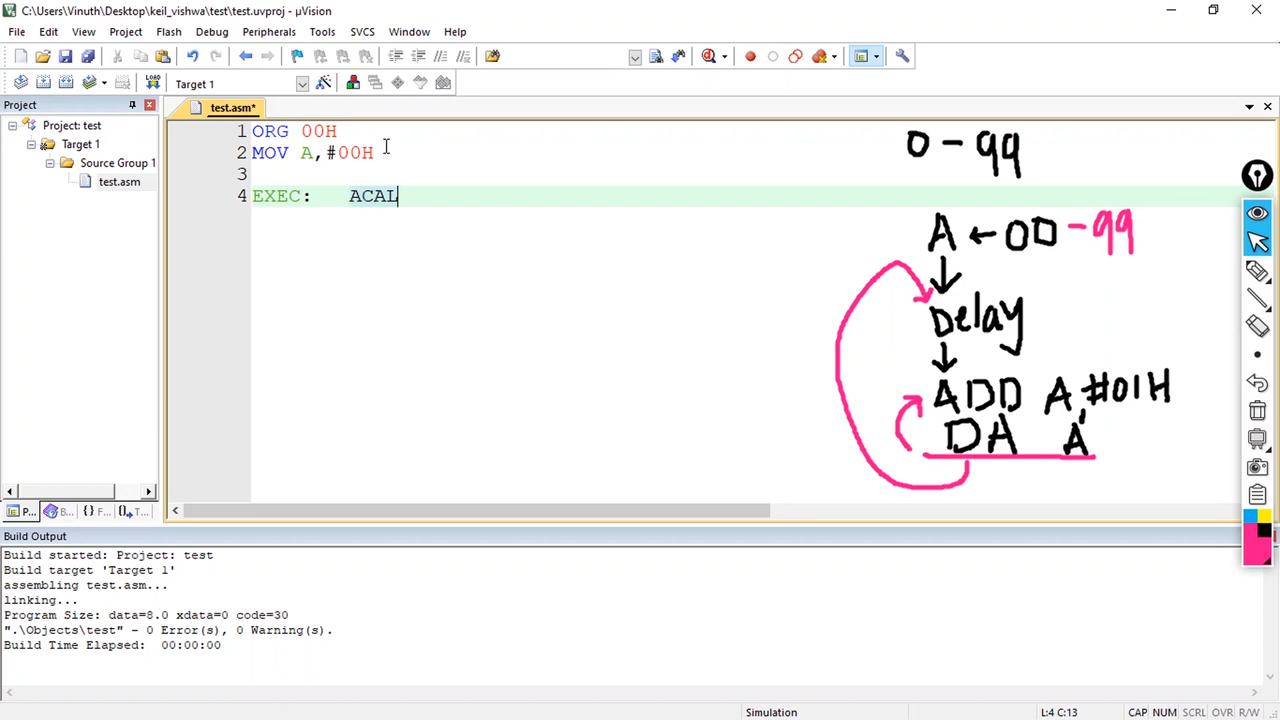 C:\Users\Vinuth\Desktop\keil_vishwa\test\test.uvproj - µVision
File Edit View Project Flash Debug Peripherals Tools SVCS Window Help
Target 1
Project
test.asm*
Project: test
Target 1
Source Group 1
test.asm
1 ORG 00H
2 MOV A,#00H
3
4 EXEC: ACAL
0 - 99
A ← 00 - 99
↓
Delay
↓
ADD A,#01H
DA A
P... B... {} F... T...
Build Output
Build started: Project: test
Build target 'Target 1'
assembling test.asm...
linking...
Program Size: data=8.0 xdata=0 code=30
".\Objects\test" - 0 Error(s), 0 Warning(s).
Build Time Elapsed: 00:00:00
Simulation L:4 C:13 CAP NUM SCRL OVR R/W